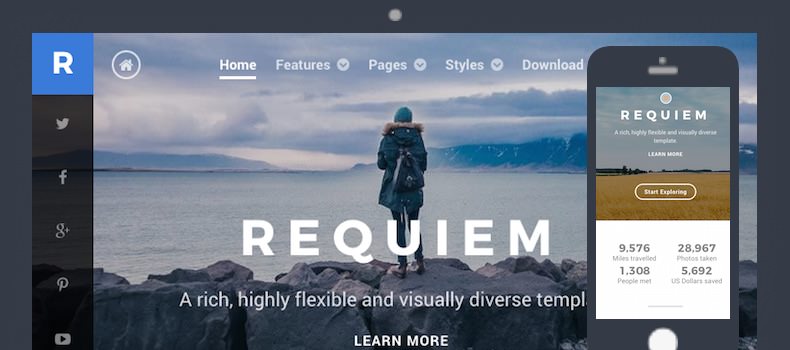 R
Home Features Pages Styles Download
g+
REQUIEM
A rich, highly flexible and visually diverse templ
LEARN MORE
REQUIEM
A rich, highly flexible and visually diverse
template.
LEARN MORE
Start Exploring
9.576 28,967
Miles travelled Photos taken
1,308 5.692
People met US Dollars saved